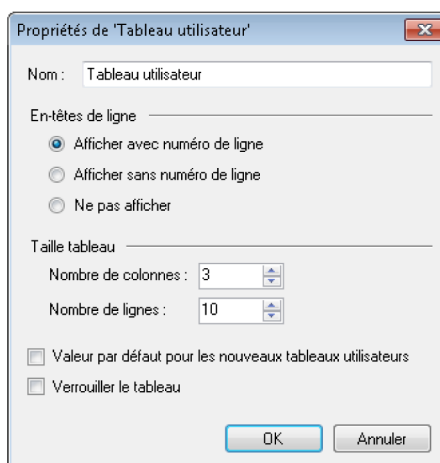 Propriétés de 'Tableau utilisateur'
Nom : Tableau utilisateur
En-têtes de ligne
Afficher avec numéro de ligne
Afficher sans numéro de ligne
Ne pas afficher
Taille tableau
Nombre de colonnes : 3
Nombre de lignes : 10
Valeur par défaut pour les nouveaux tableaux utilisateurs
Verrouiller le tableau
OK Annuler